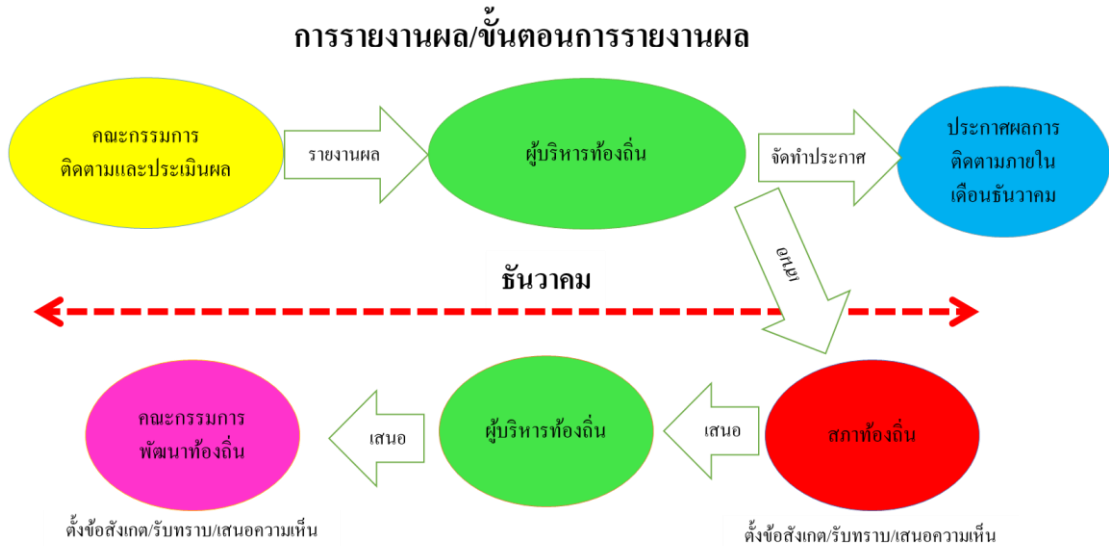 การรายงานผล/ขั้นตอนการรายงานผล
คณะกรรมการ
ติดตามและประเมินผล
รายงานผล
ผู้บริหารท้องถิ่น
จัดทำประกาศ
ประกาศผลการ
ติดตามภายใน
เดือนธันวาคม
เสนอ
ธันวาคม
คณะกรรมการ
พัฒนาท้องถิ่น
เสนอ
ผู้บริหารท้องถิ่น
เสนอ
สภาท้องถิ่น
ตั้งข้อสังเกต/รับทราบ/เสนอความเห็น
ตั้งข้อสังเกต/รับทราบ/เสนอความเห็น